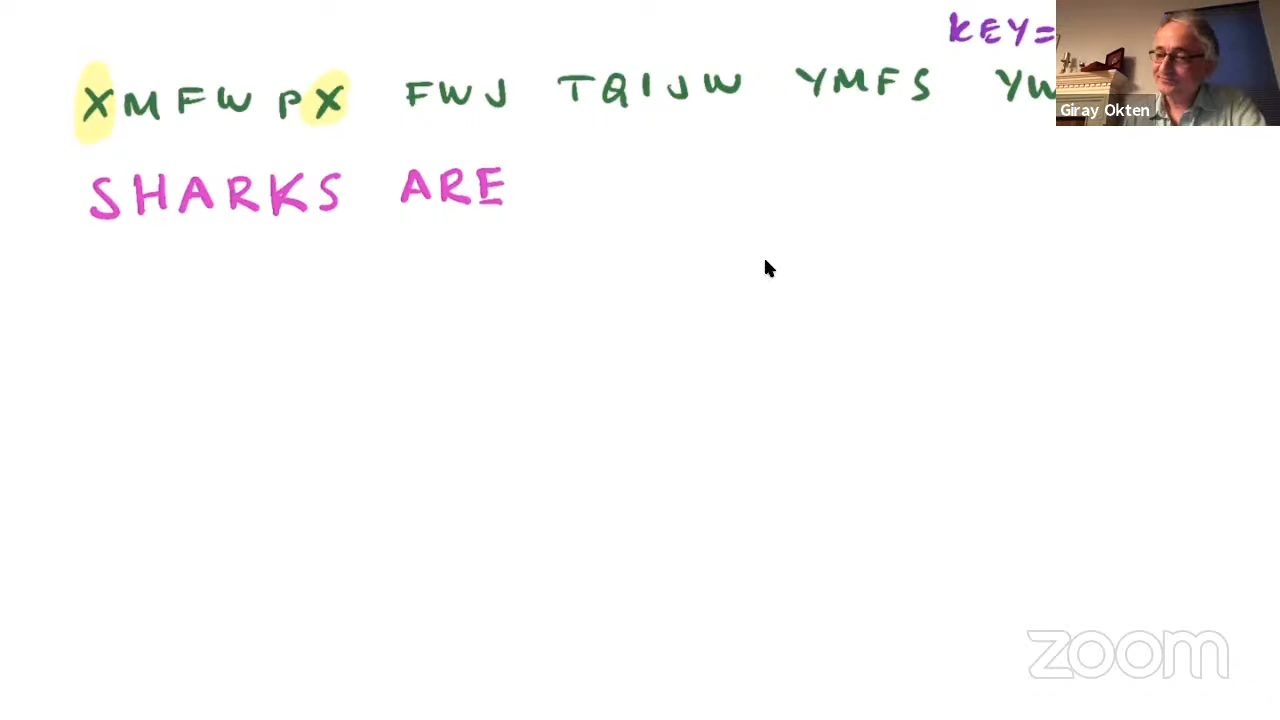 KEY=
XMFWPX FWJ TQIJW YMFS YW
Giray Okten
SHARKS ARE
zoom